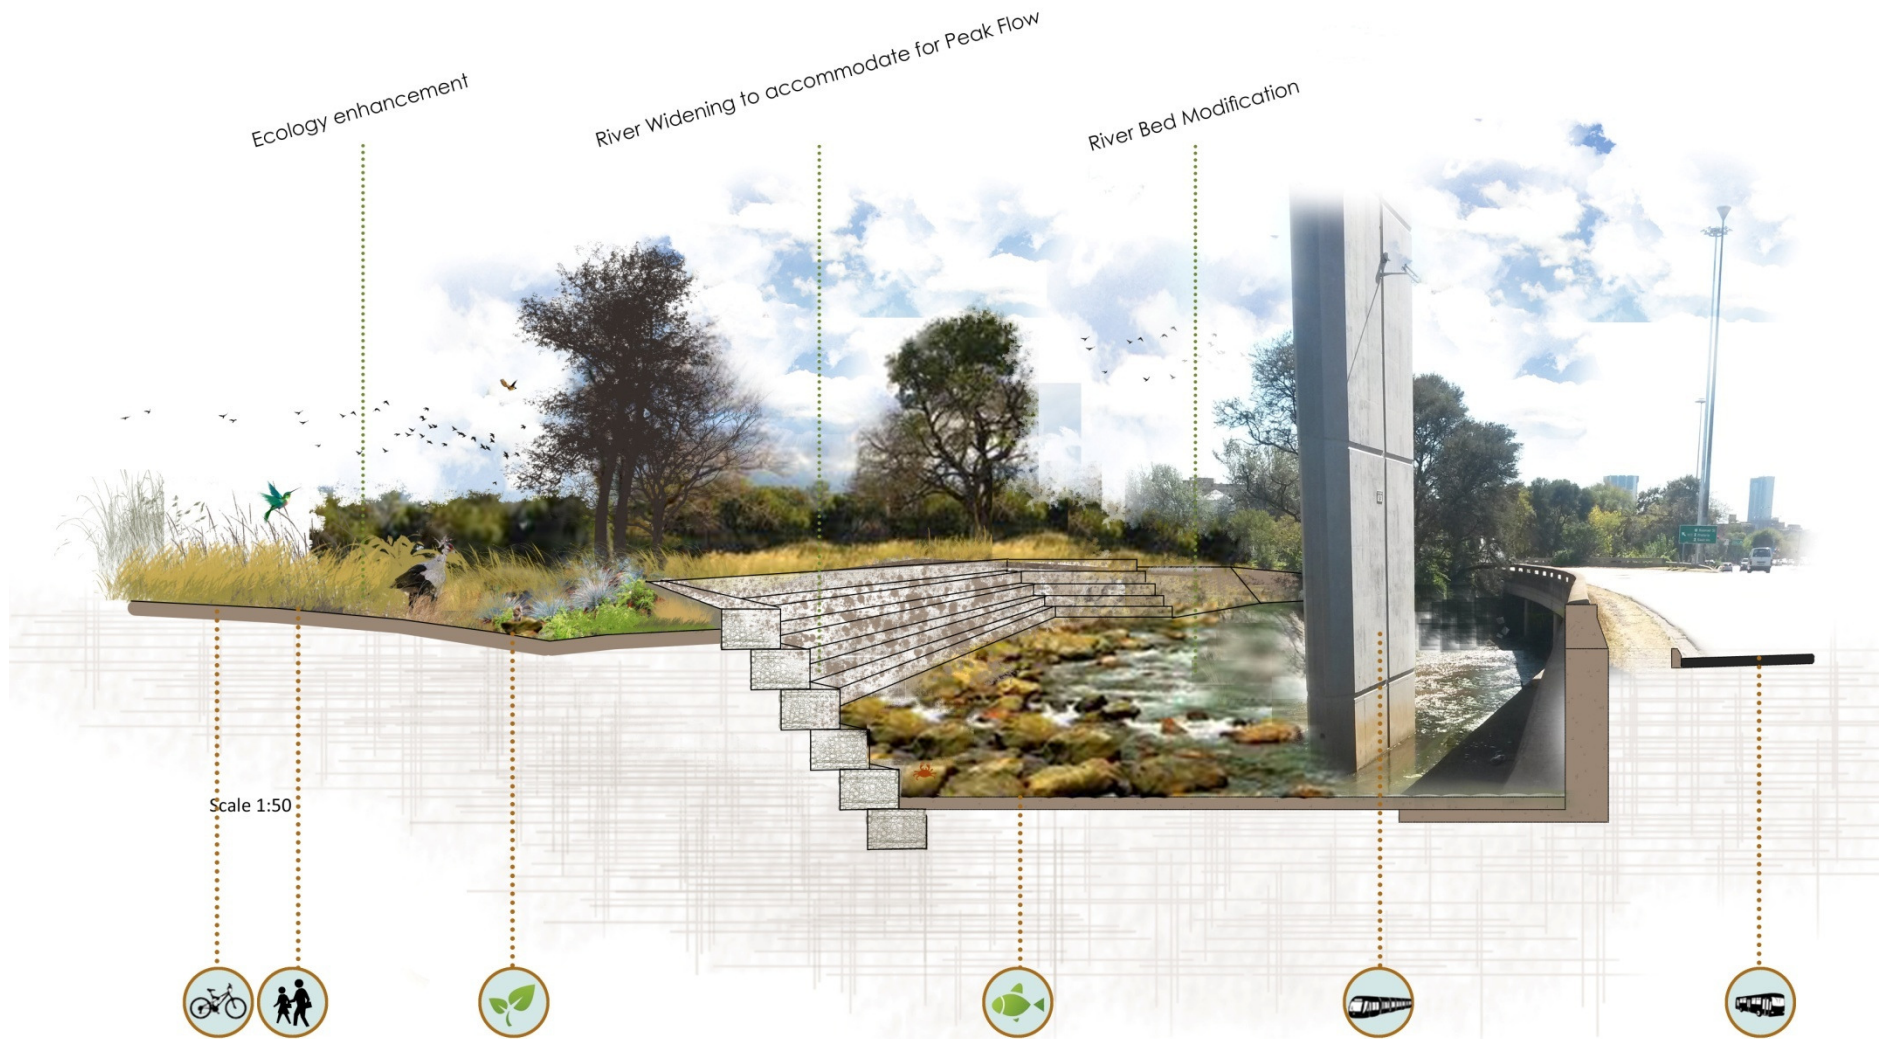 Ecology enhancement
River Widening to accommodate for Peak Flow
River Bed Modification
Scale 1:50